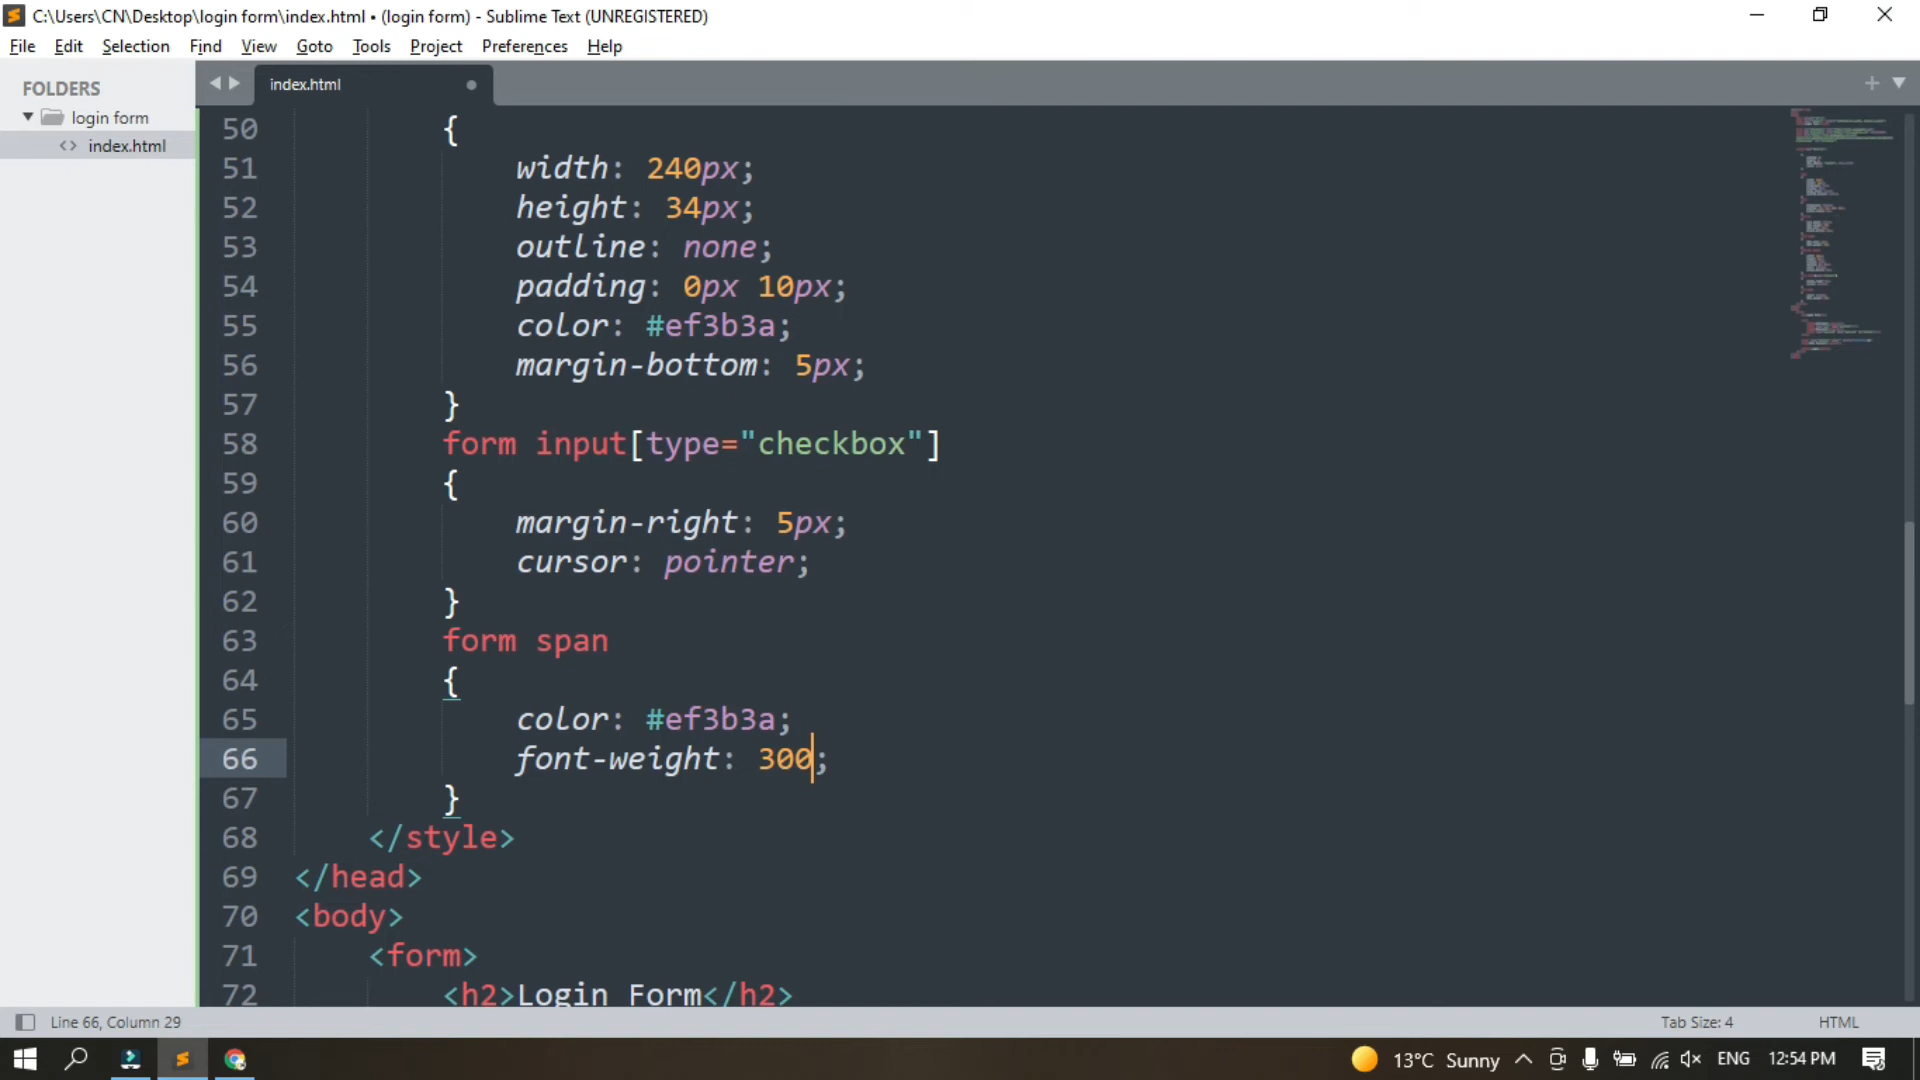 C:\Users\CN\Desktop\login form\index.html • (login form) - Sublime Text (UNREGISTERED)
File Edit Selection Find View Goto Tools Project Preferences Help
FOLDERS
login form
index.html
index.html
50 {
51 width: 240px;
52 height: 34px;
53 outline: none;
54 padding: 0px 10px;
55 color: #ef3b3a;
56 margin-bottom: 5px;
57 }
58 form input[type="checkbox"]
59 {
60 margin-right: 5px;
61 cursor: pointer;
62 }
63 form span
64 {
65 color: #ef3b3a;
66 font-weight: 300;
67 }
68 </style>
69 </head>
70 <body>
71 <form>
72 <h2>Login Form</h2>
Line 66, Column 29 Tab Size: 4 HTML
13°C Sunny ENG 12:54 PM